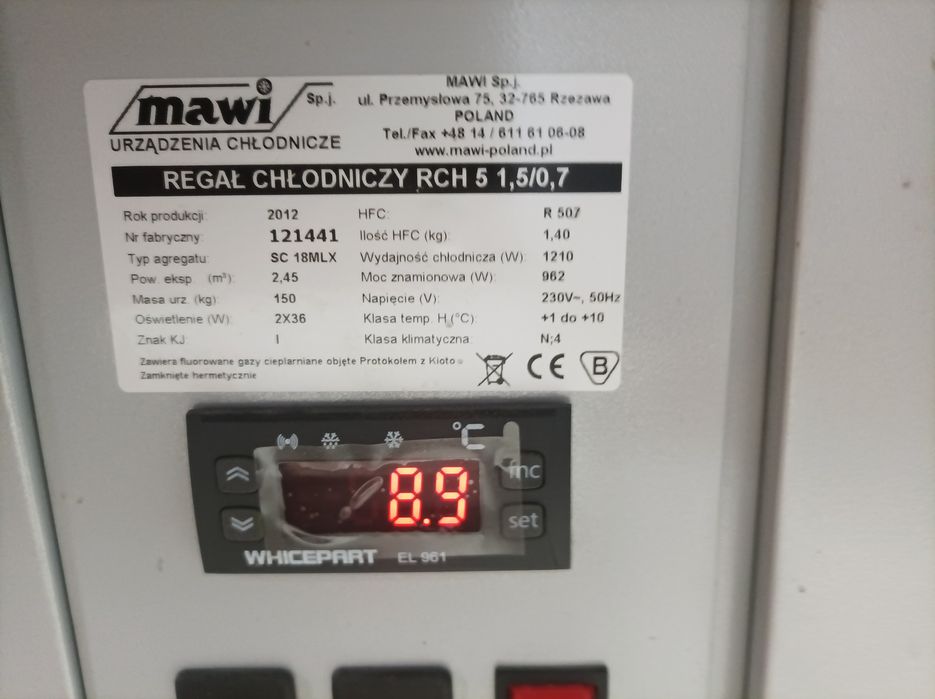 mawi Sp.j.
URZĄDZENIA CHŁODNICZE
MAWI Sp.j.
ul. Przemysłowa 75, 32-765 Rzezawa
POLAND
Tel./Fax +48 14 / 611 61 06-08
www.mawi-poland.pl
REGAŁ CHŁODNICZY RCH 5 1,5/0,7
Rok produkcji: 2012 HFC: R 507
Nr fabryczny: 121441 Ilość HFC (kg): 1,40
Typ agregatu: SC 18MLX Wydajność chłodnicza (W): 1210
Pow. eksp. (m²): 2,45 Moc znamionowa (W): 962
Masa urz. (kg): 150 Napięcie (V): 230V~, 50Hz
Oświetlenie (W): 2X36 Klasa temp. H (°C): +1 do +10
Znak KJ: I Klasa klimatyczna: N;4
Zawiera fluorowane gazy cieplarniane objęte Protokołem z Kioto
Zamknięte hermetycznie
CE B
°C
8.9
fnc
set
WHICEPART EL 961